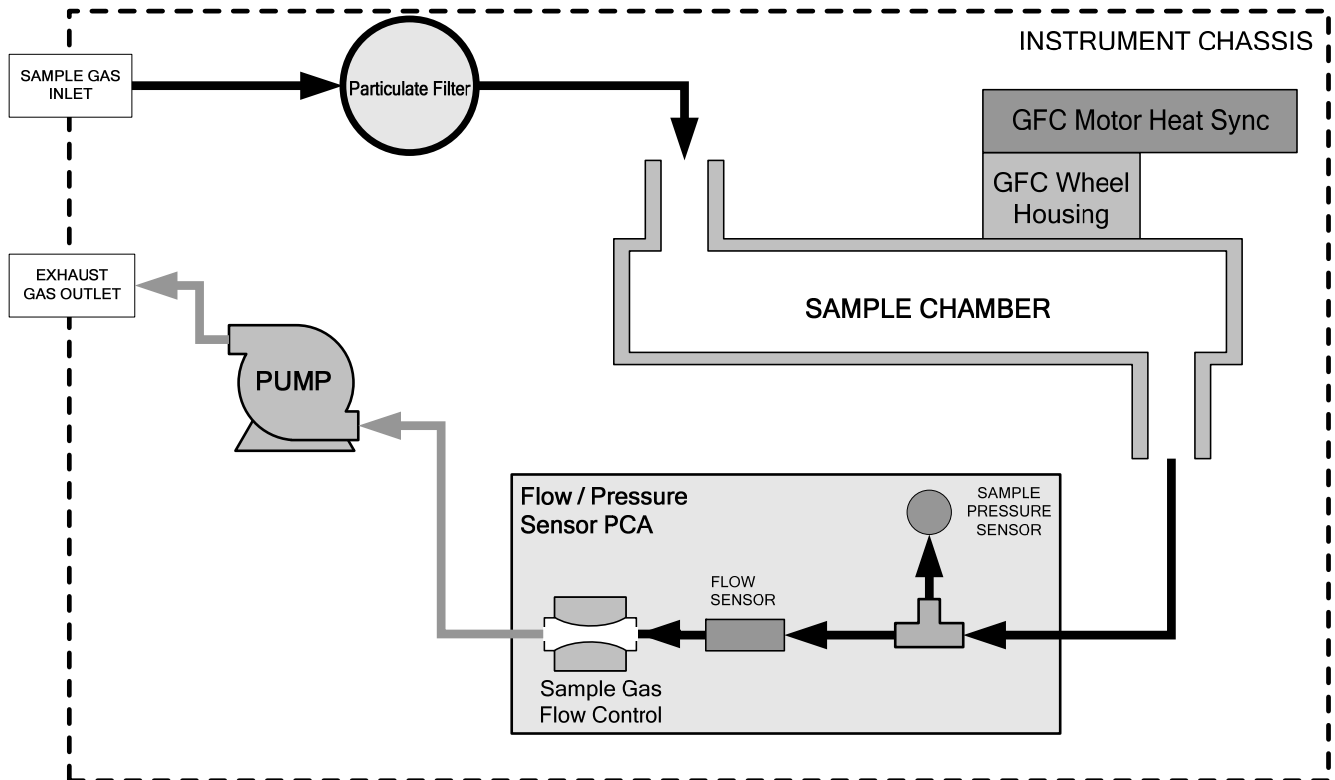 INSTRUMENT CHASSIS
SAMPLE GAS
INLET
Particulate Filter
GFC Motor Heat Sync
GFC Wheel
Housing
EXHAUST
GAS OUTLET
SAMPLE CHAMBER
PUMP
Flow / Pressure
Sensor PCA
SAMPLE
PRESSURE
SENSOR
FLOW
SENSOR
Sample Gas
Flow Control